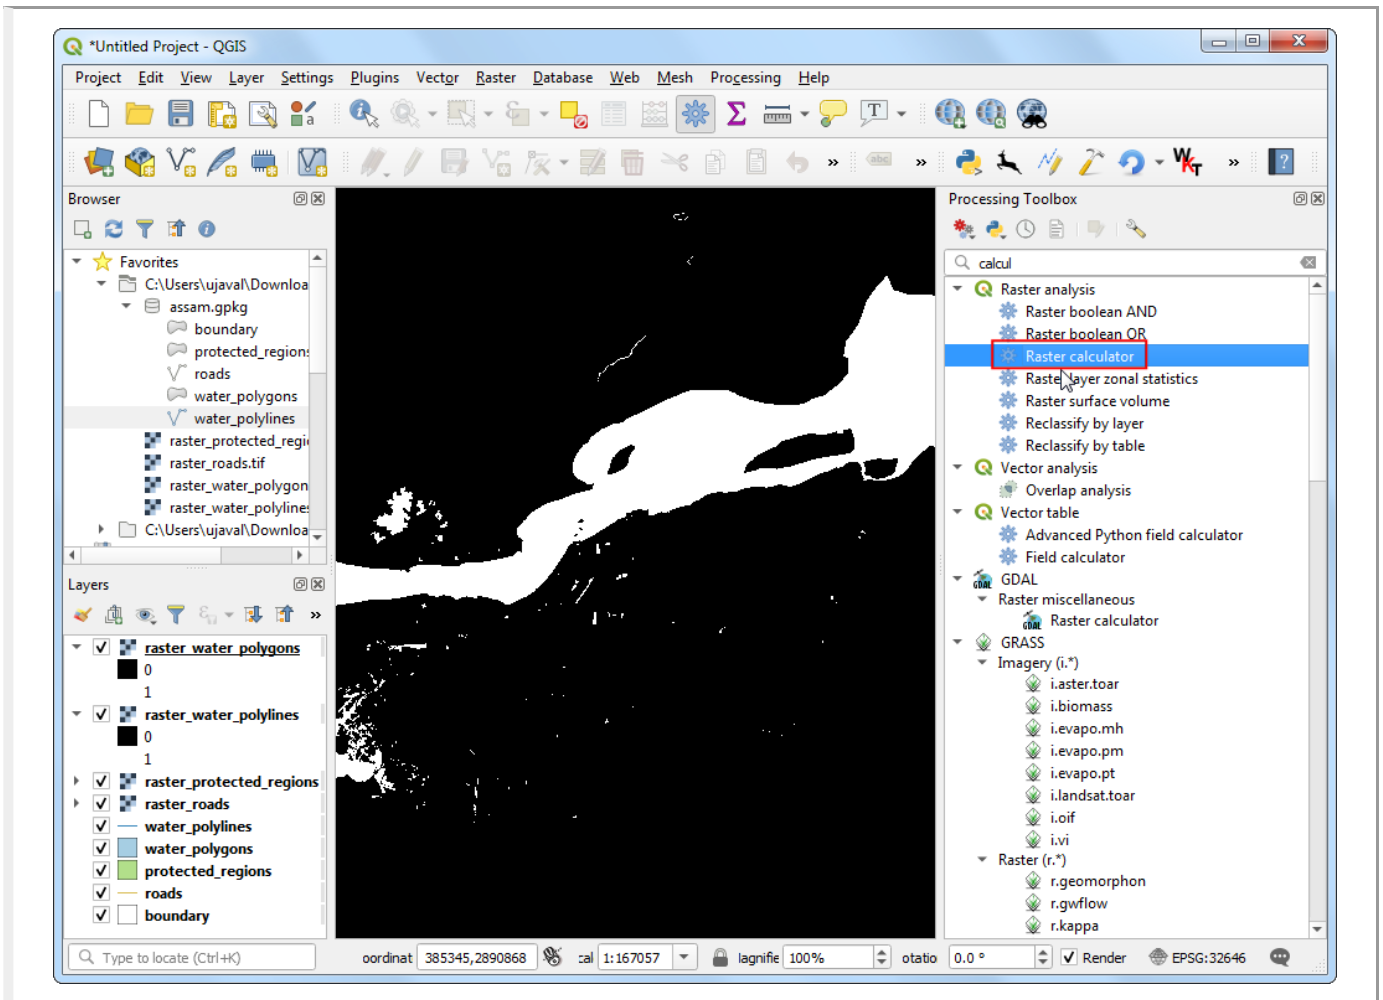 *Untitled Project - QGIS
Project Edit View Layer Settings Plugins Vector Raster Database Web Mesh Processing Help
Browser
Favorites
C:\Users\ujaval\Downloa
assam.gpkg
boundary
protected_region
roads
water_polygons
water_polylines
raster_protected_regi
raster_roads.tif
raster_water_polygon
raster_water_polyline
C:\Users\ujaval\Downloa
Layers
raster_water_polygons
0
1
raster_water_polylines
0
1
raster_protected_regions
raster_roads
water_polylines
water_polygons
protected_regions
roads
boundary
Processing Toolbox
calcul
Raster analysis
Raster boolean AND
Raster boolean OR
Raster calculator
Raster layer zonal statistics
Raster surface volume
Reclassify by layer
Reclassify by table
Vector analysis
Overlap analysis
Vector table
Advanced Python field calculator
Field calculator
GDAL
Raster miscellaneous
GDAL Raster calculator
GRASS
Imagery (i.*)
i.aster.toar
i.biomass
i.evapo.mh
i.evapo.pm
i.evapo.pt
i.landsat.toar
i.oif
i.vi
Raster (r.*)
r.geomorphon
r.gwflow
r.kappa
Type to locate (Ctrl+K) oordinat 385345,2890868 :al 1:167057 lagnifie 100% otatio 0.0 ° Render EPSG:32646